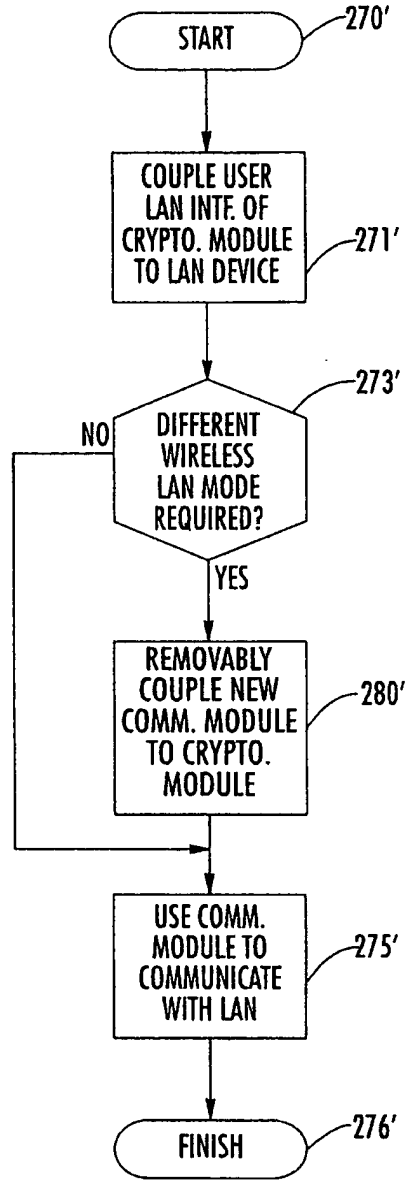 START
270'
COUPLE USER
LAN INTF. OF
CRYPTO. MODULE
TO LAN DEVICE
271'
273'
NO
DIFFERENT
WIRELESS
LAN MODE
REQUIRED?
YES
REMOVABLY
COUPLE NEW
COMM. MODULE
TO CRYPTO.
MODULE
280'
USE COMM.
MODULE TO
COMMUNICATE
WITH LAN
275'
FINISH
276'